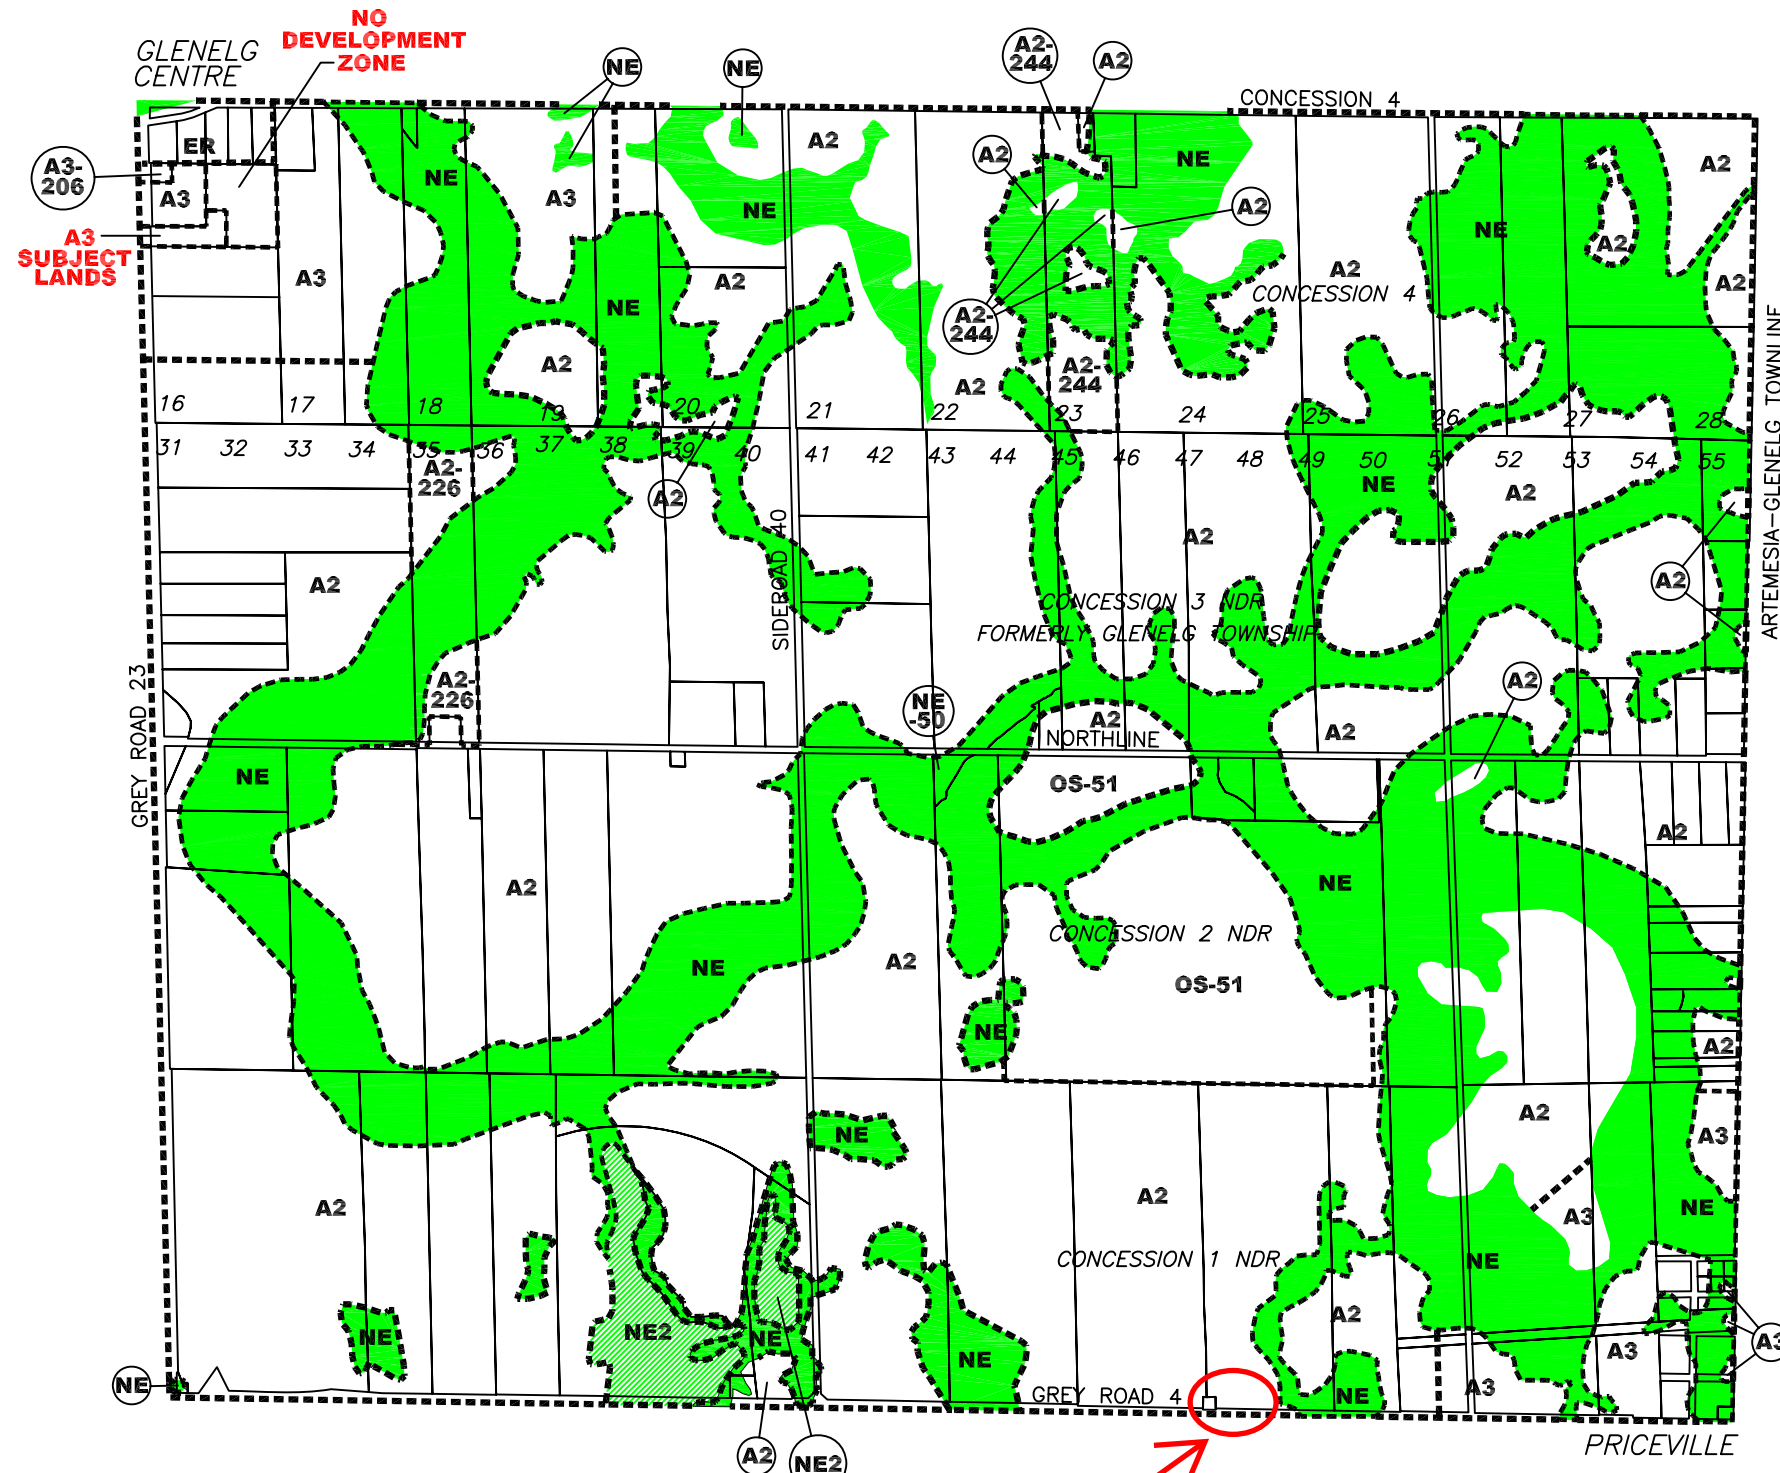 GLENELG
CENTRE
NO
DEVELOPMENT
ZONE
NE
NE
A2-
244
A2
CONCESSION 4
ER
A3-
206
A3
A3
SUBJECT
LANDS
NE
A3
A2
NE
A2
NE
A2
A2
NE
A2
A2
A3
NE
A2
A2
CONCESSION 4
A2-
244
A2
A2
A2-
244
ARTEMESIA-GLENELG TOWNLINE
16
17
18
19
20
21
22
23
24
25
26
27
28
31
32
33
34
35
36
37
38
39
40
41
42
43
44
45
46
47
48
49
50
51
52
53
54
55
A2-
226
A2
NE
A2
SIDEROAD 40
A2
A2
A2
CONCESSION 3 NDR
FORMERLY GLENELG TOWNSHIP
GREY ROAD 23
A2-
226
NE
-50
A2
NORTHLINE
A2
A2
NE
OS-51
A2
A2
NE
NE
A2
CONCESSION 2 NDR
OS-51
NE
A2
A2
NE
A3
A2
A2
NE
A3
CONCESSION 1 NDR
NE
A2
NE
NE2
NE
NE
A3
A3
NE
GREY ROAD 4
NE
A3
A2
NE2
PRICEVILLE